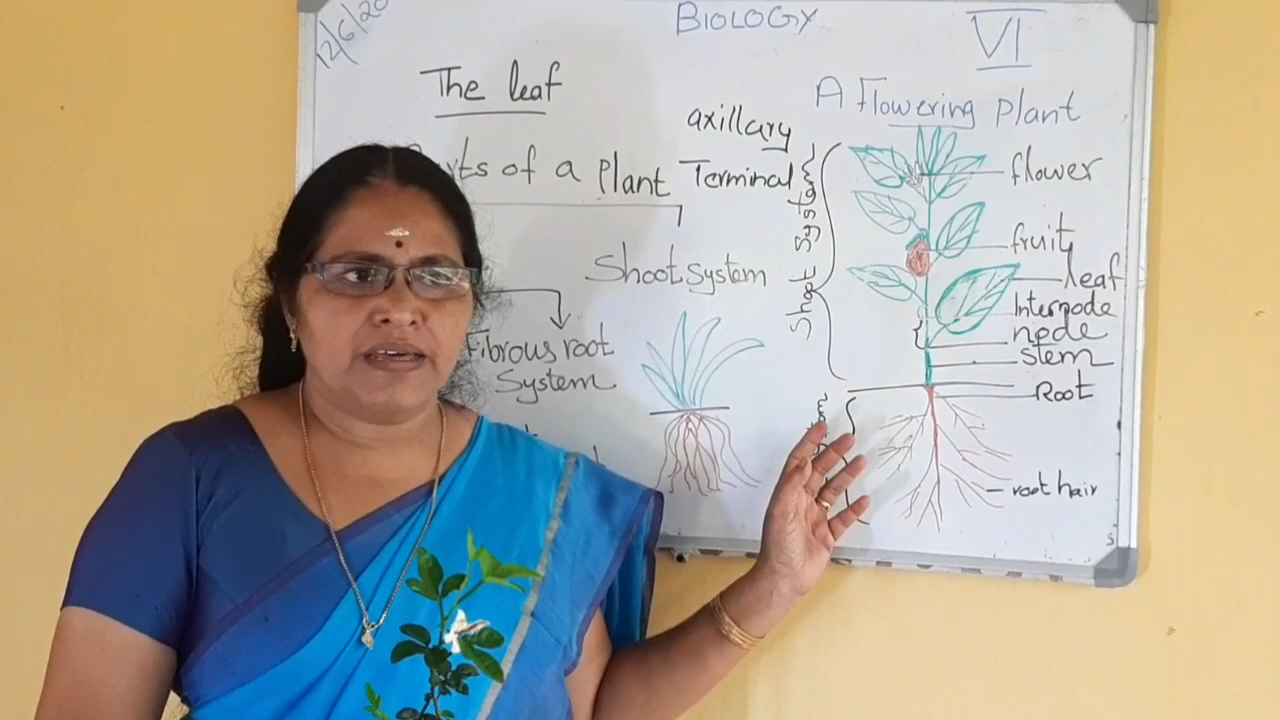 12/6/20
BIOLOGY
VI
The leaf
Parts of a Plant
axillary
Terminal
Shoot System
Fibrous root
System
A Flowering Plant
Shoot System
flower
fruit
leaf
Internode
node
stem
Root
root hair